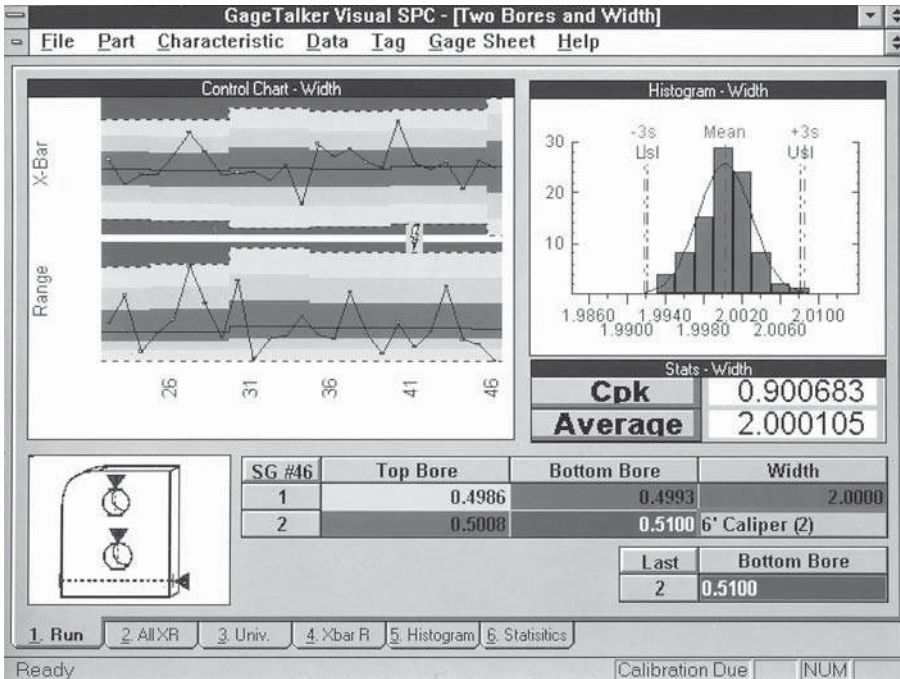 GageTalker Visual SPC - [Two Bores and Width]
File Part Characteristic Data Tag Gage Sheet Help
Control Chart - Width
X-Bar
Range
26 31 36 41 46
Histogram - Width
-3s Mean +3s
Lsl Usl
30
20
10
1.9860 1.9940 2.0020 2.0100
1.9900 1.9980 2.0060
Stats - Width
Cpk 0.900683
Average 2.000105
SG #46 Top Bore Bottom Bore Width
1 0.4986 0.4993 2.0000
2 0.5008 0.5100 6' Caliper (2)
Last Bottom Bore
2 0.5100
1. Run 2. All XR 3. Univ. 4. Xbar R 5. Histogram 6. Statisitics
Ready Calibration Due NUM